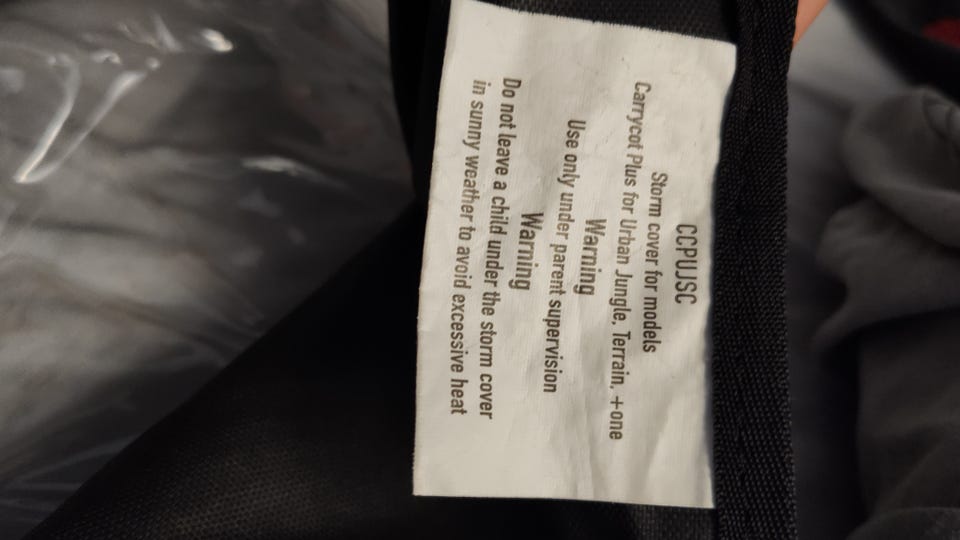 CCPUJSC
Storm cover for models
Carrycot Plus for Urban Jungle, Terrain, +one
Warning
Use only under parent supervision
Warning
Do not leave a child under the storm cover
in sunny weather to avoid excessive heat